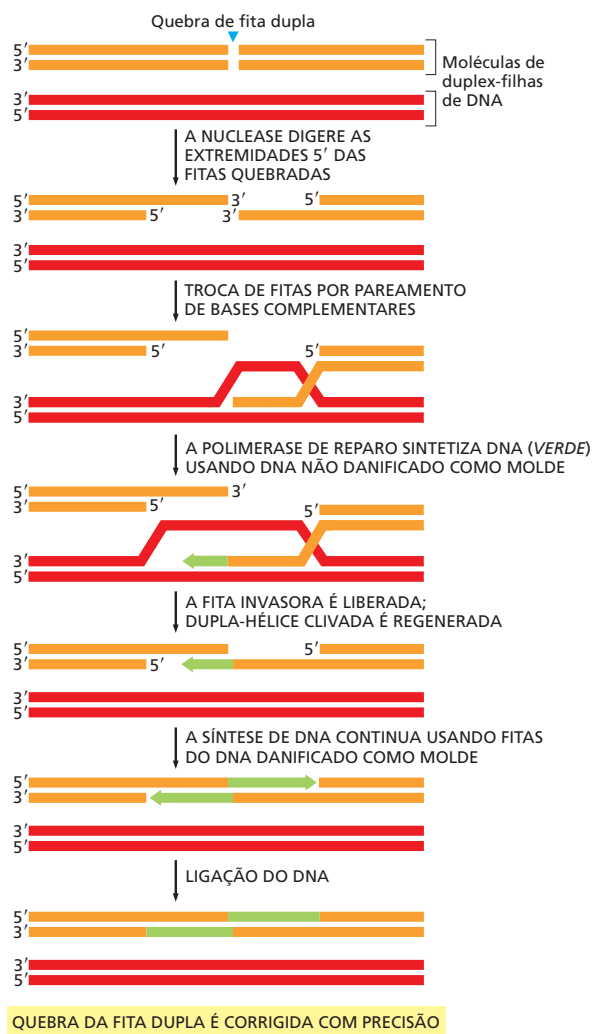 Quebra de fita dupla
5′
3′
Moléculas de
duplex-filhas
de DNA
3′
5′
A NUCLEASE DIGERE AS
EXTREMIDADES 5′ DAS
FITAS QUEBRADAS
5′ 3′ 5′
3′ 5′ 3′
3′
5′
TROCA DE FITAS POR PAREAMENTO
DE BASES COMPLEMENTARES
5′
3′ 5′ 5′
3′
5′
A POLIMERASE DE REPARO SINTETIZA DNA (VERDE)
USANDO DNA NÃO DANIFICADO COMO MOLDE
5′ 3′
3′ 5′ 5′
3′
5′
A FITA INVASORA É LIBERADA;
DUPLA-HÉLICE CLIVADA É REGENERADA
5′ 5′
3′ 5′
3′
5′
A SÍNTESE DE DNA CONTINUA USANDO FITAS
DO DNA DANIFICADO COMO MOLDE
5′
3′
3′
5′
LIGAÇÃO DO DNA
5′
3′
3′
5′
QUEBRA DA FITA DUPLA É CORRIGIDA COM PRECISÃO